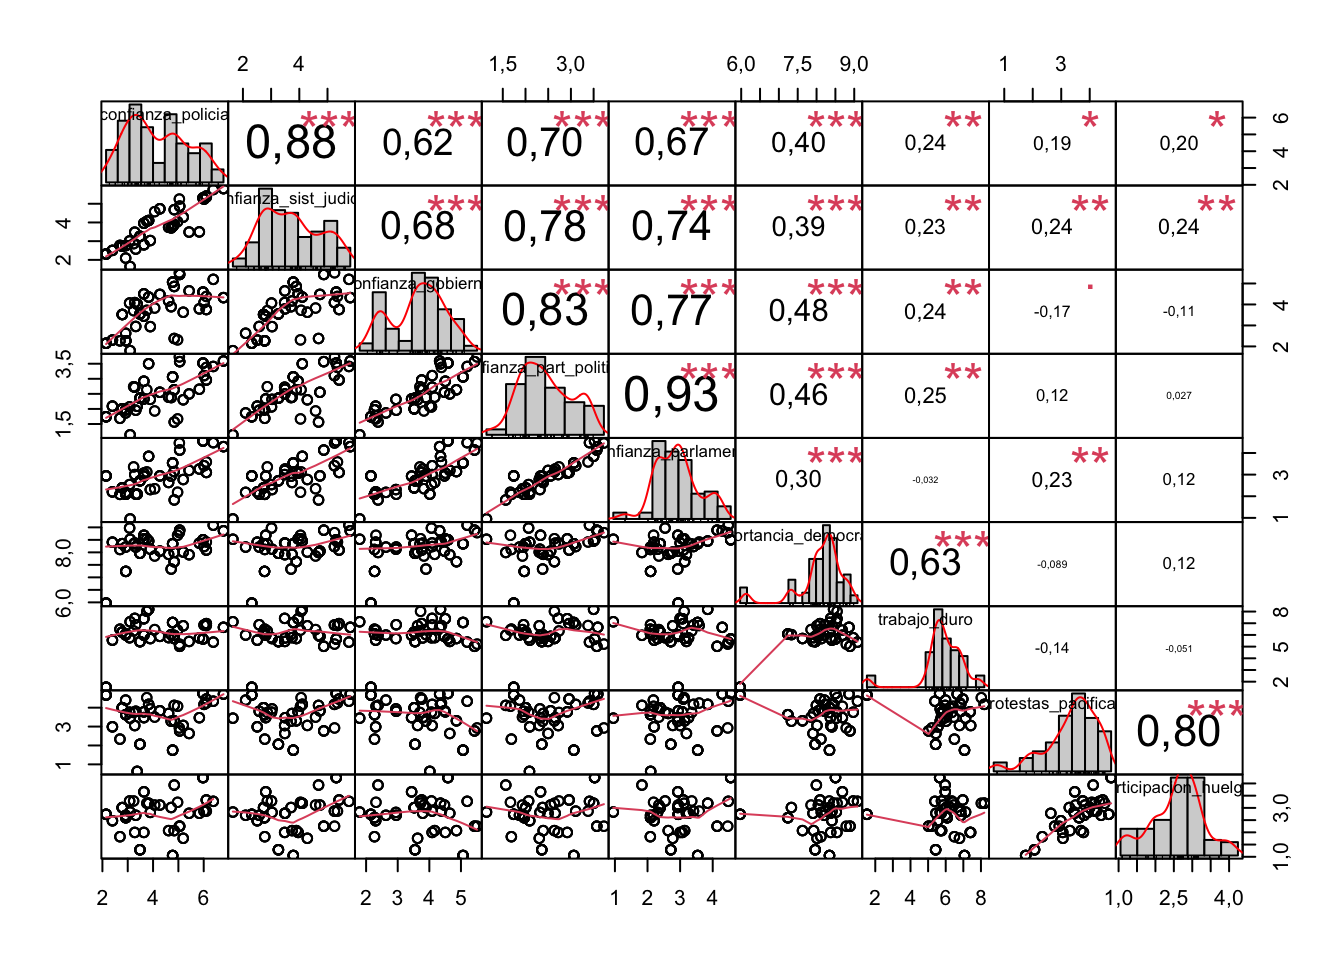 2 4 1,5 3,0 6,0 7,5 9,0 1 3
confianza_policia 0,88 *** 0,62 *** 0,70 *** 0,67 *** 0,40 *** 0,24 ** 0,19 * 0,20 * 2 4 6
2 4 nfianza_sist_judic 0,68 *** 0,78 *** 0,74 *** 0,39 *** 0,23 ** 0,24 ** 0,24 **
onfianza_gobiern 0,83 *** 0,77 *** 0,48 *** 0,24 ** -0,17 . -0,11 2 4
1,5 3,5 fianza_part_politi 0,93 *** 0,46 *** 0,25 ** 0,12 0,027
nfianza_parlamen 0,30 *** -0,032 0,23 ** 0,12 1 3
6,0 8,0 ortancia_democra 0,63 *** -0,089 0,12
trabajo_duro -0,14 -0,051 2 5 8
1 3 rotestas_pacifica 0,80 ***
rticipacion_huelg 1,0 3,0
2 4 6 2 3 4 5 1 2 3 4 2 4 6 8 1,0 2,5 4,0